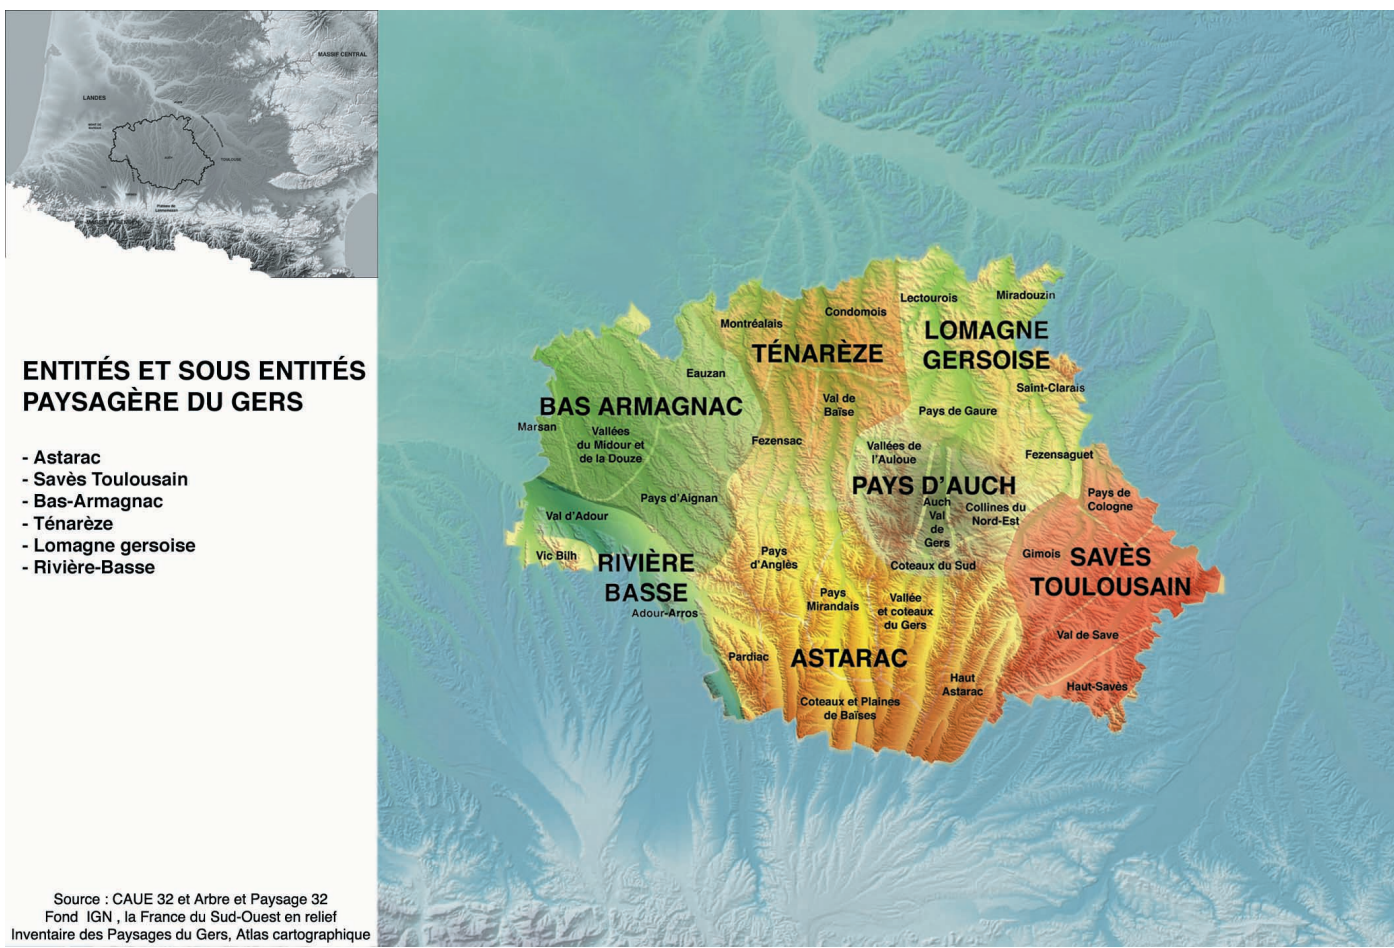 MASSIF CENTRAL
LANDES
TOULOUSE
ENTITÉS ET SOUS ENTITÉS
PAYSAGÈRE DU GERS
- Astarac
- Savès Toulousain
- Bas-Armagnac
- Ténarèze
- Lomagne gersoise
- Rivière-Basse
Source : CAUE 32 et Arbre et Paysage 32
Fond IGN , la France du Sud-Ouest en relief
Inventaire des Paysages du Gers, Atlas cartographique
Lectourois
Miradouzin
Condomois
Montréalais
LOMAGNE
GERSOISE
TÉNARÈZE
Eauzan
Saint-Clarais
BAS ARMAGNAC
Val de
Baïse
Pays de Gaure
Marsan
Vallées
du Midour et
de la Douze
Fezensac
Vallées de
l'Auloue
Fezensaguet
PAYS D'AUCH
Pays d'Aignan
Auch
Val
de
Gers
Collines du
Nord-Est
Pays de
Cologne
Val d'Adour
Vic Bilh
RIVIÈRE
BASSE
Adour-Arros
Pays
d'Anglès
Coteaux du Sud
Gimois
SAVÈS
TOULOUSAIN
Pays
Mirandais
Vallée
et coteaux
du Gers
Val de Save
Pardiac
ASTARAC
Haut
Astarac
Haut-Savès
Coteaux et Plaines
de Baïses